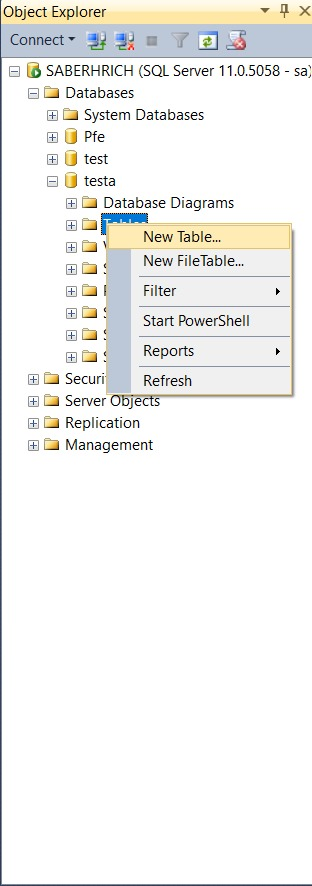 Object Explorer
Connect
SABERHRICH (SQL Server 11.0.5058 - sa)
Databases
System Databases
Pfe
test
testa
Database Diagrams
New Table...
New FileTable...
Filter
Start PowerShell
Reports
Refresh
Server Objects
Replication
Management